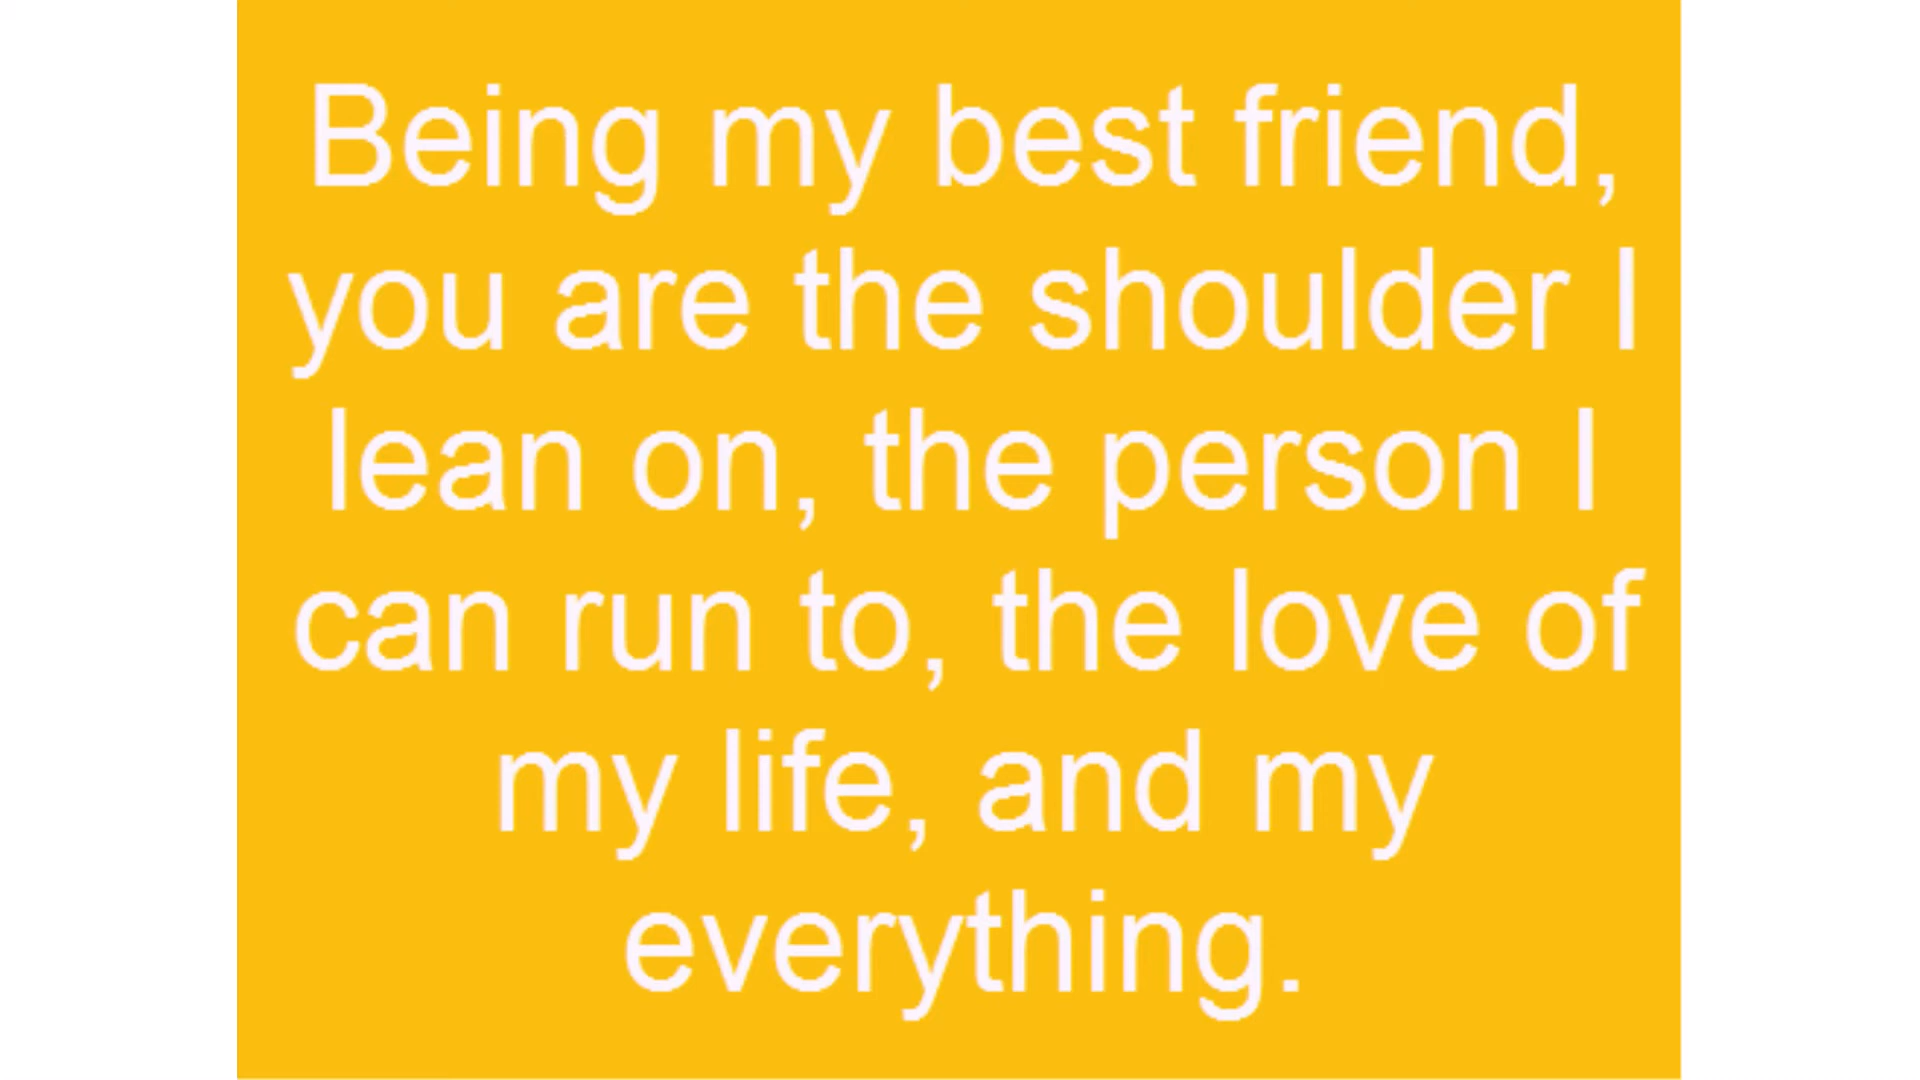 Being my best friend,
you are the shoulder I
lean on, the person I
can run to, the love of
my life, and my
everything.